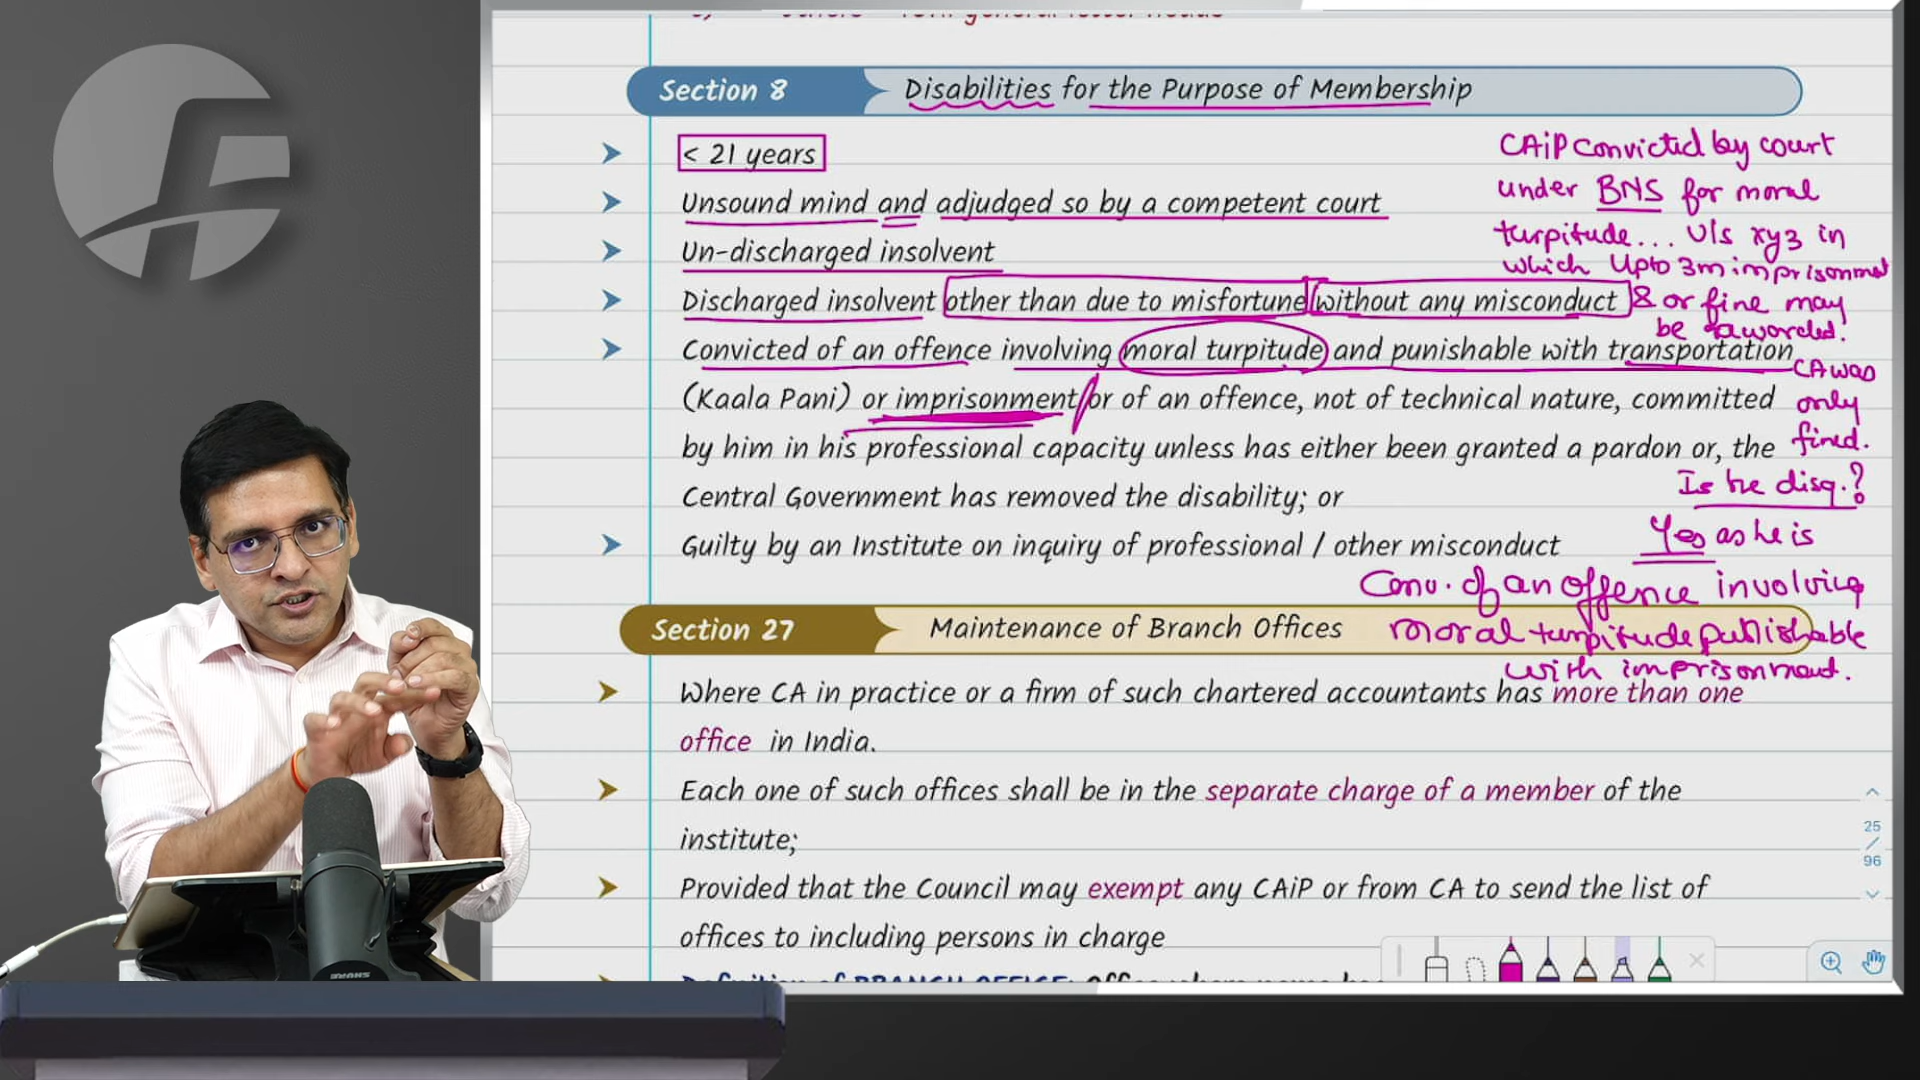 Section 8
Disabilities for the Purpose of Membership
< 21 years
Unsound mind and adjudged so by a competent court
Un-discharged insolvent
Discharged insolvent other than due to misfortune without any misconduct
Convicted of an offence involving moral turpitude and punishable with transportation
(Kaala Pani) or imprisonment or of an offence, not of technical nature, committed
by him in his professional capacity unless has either been granted a pardon or, the
Central Government has removed the disability; or
Guilty by an Institute on inquiry of professional / other misconduct
CAiP convicted by court
under BNS for moral
turpitude... U/s xyz in
which Upto 3m imprisonment
& or fine may
be awarded.
CA was
only
fined.
Is he disq.?
Yes as he is
Conv. of an offence involving
moral turpitude punishable
with imprisonment.
Section 27
Maintenance of Branch Offices
Where CA in practice or a firm of such chartered accountants has more than one
office in India.
Each one of such offices shall be in the separate charge of a member of the
institute;
Provided that the Council may exempt any CAiP or from CA to send the list of
offices to including persons in charge
25
/
96
SHURE